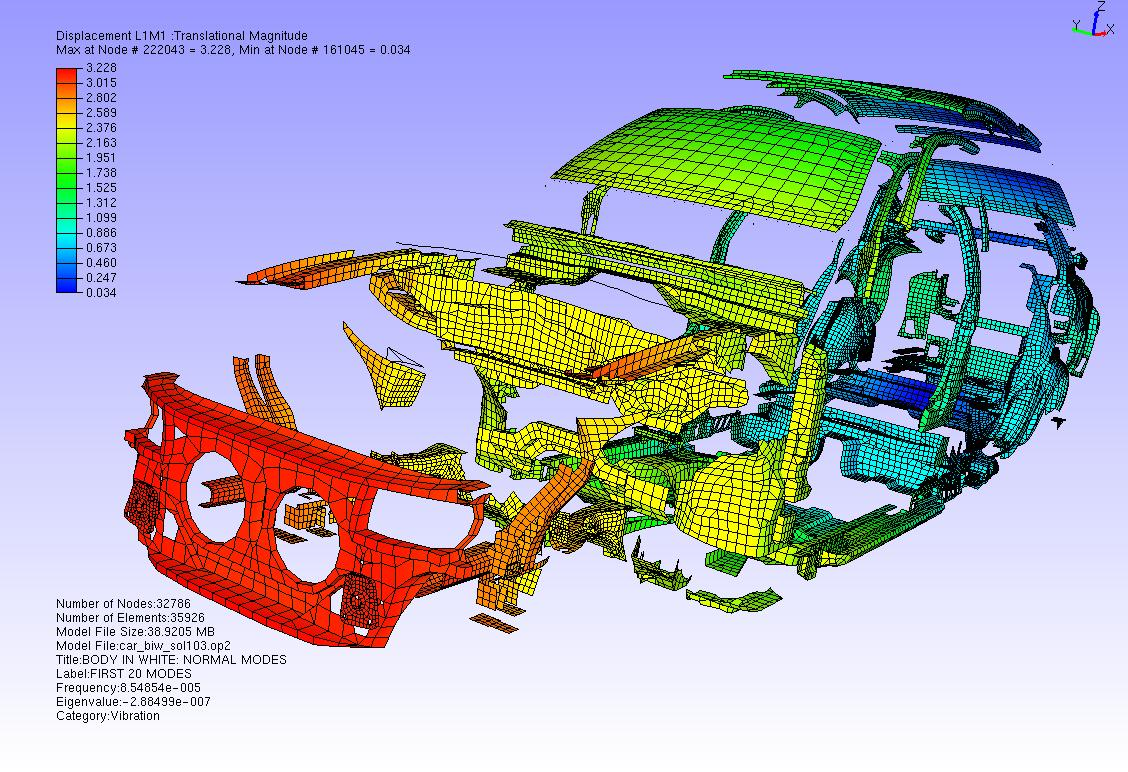 Displacement L1M1 :Translational Magnitude
Max at Node # 222043 = 3.228, Min at Node # 161045 = 0.034
3.228
3.015
2.802
2.589
2.376
2.163
1.951
1.738
1.525
1.312
1.099
0.886
0.673
0.460
0.247
0.034
Z
Y
X
Number of Nodes:32786
Number of Elements:35926
Model File Size:38.9205 MB
Model File:car_biw_sol103.op2
Title:BODY IN WHITE: NORMAL MODES
Label:FIRST 20 MODES
Frequency:8.54854e-005
Eigenvalue:-2.88499e-007
Category:Vibration